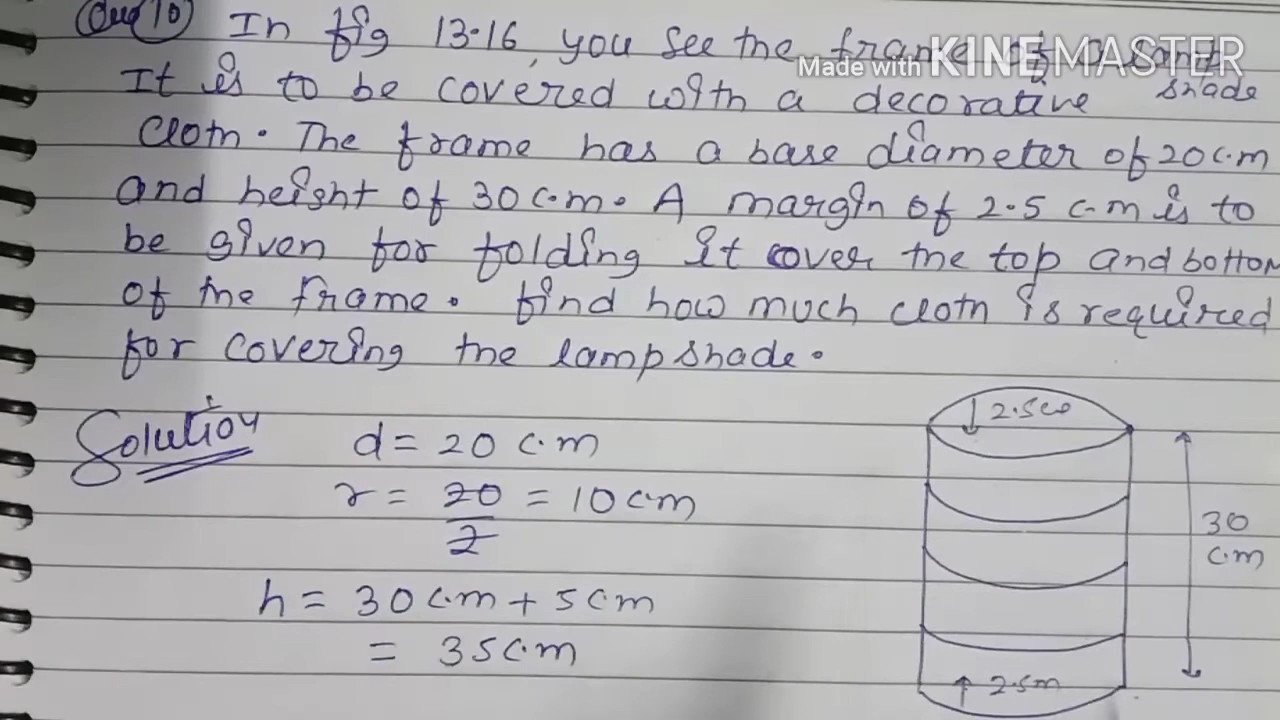 Que 10 In fig 13.16, you see the frame of a lamp
shade
Made with KINEMASTER
It is to be covered with a decorative
cloth. The frame has a base diameter of 20 c.m
and height of 30 c.m. A margin of 2.5 c.m is to
be given for folding it cover the top and bottom
of the frame. find how much cloth is required
for covering the lampshade.
Solution
d = 20 c.m
r = 20/2 = 10 c.m
h = 30 c.m + 5 cm
= 35 c.m
2.5 co
30
c.m
2.5m